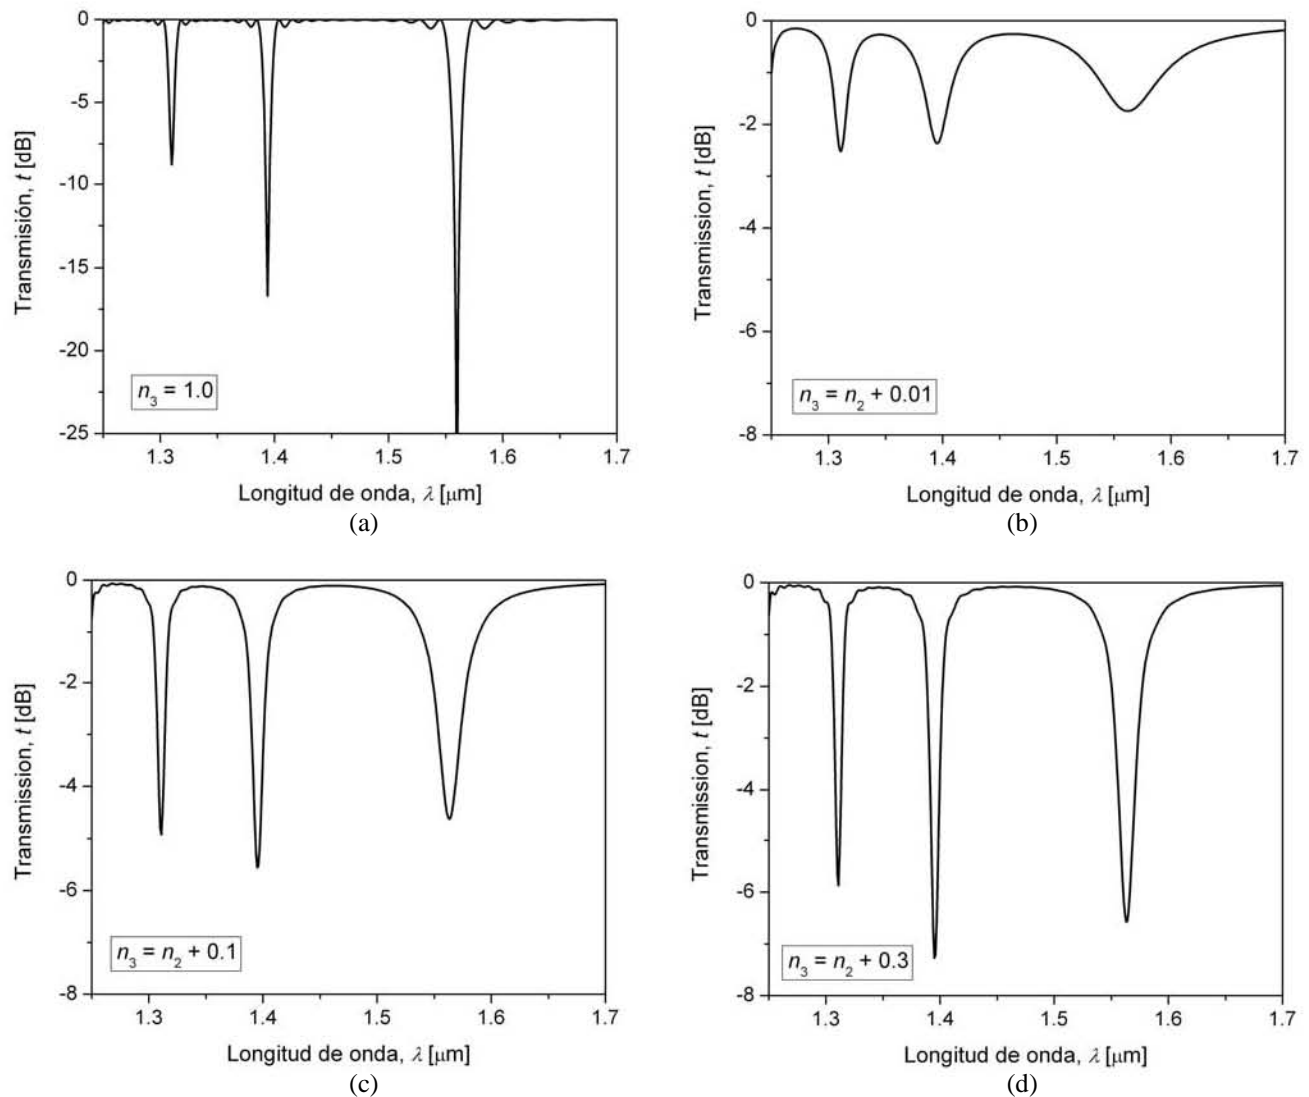 0
-5
-10
-15
-20
-25
1.3 1.4 1.5 1.6 1.7
Transmisión, t [dB]
n₃ = 1.0
Longitud de onda, λ [μm]
(a)
0
-2
-4
-6
-8
1.3 1.4 1.5 1.6 1.7
Transmission, t [dB]
n₃ = n₂ + 0.01
Longitud de onda, λ [μm]
(b)
0
-2
-4
-6
-8
1.3 1.4 1.5 1.6 1.7
Transmission, t [dB]
n₃ = n₂ + 0.1
Longitud de onda, λ [μm]
(c)
0
-2
-4
-6
-8
1.3 1.4 1.5 1.6 1.7
Transmission, t [dB]
n₃ = n₂ + 0.3
Longitud de onda, λ [μm]
(d)